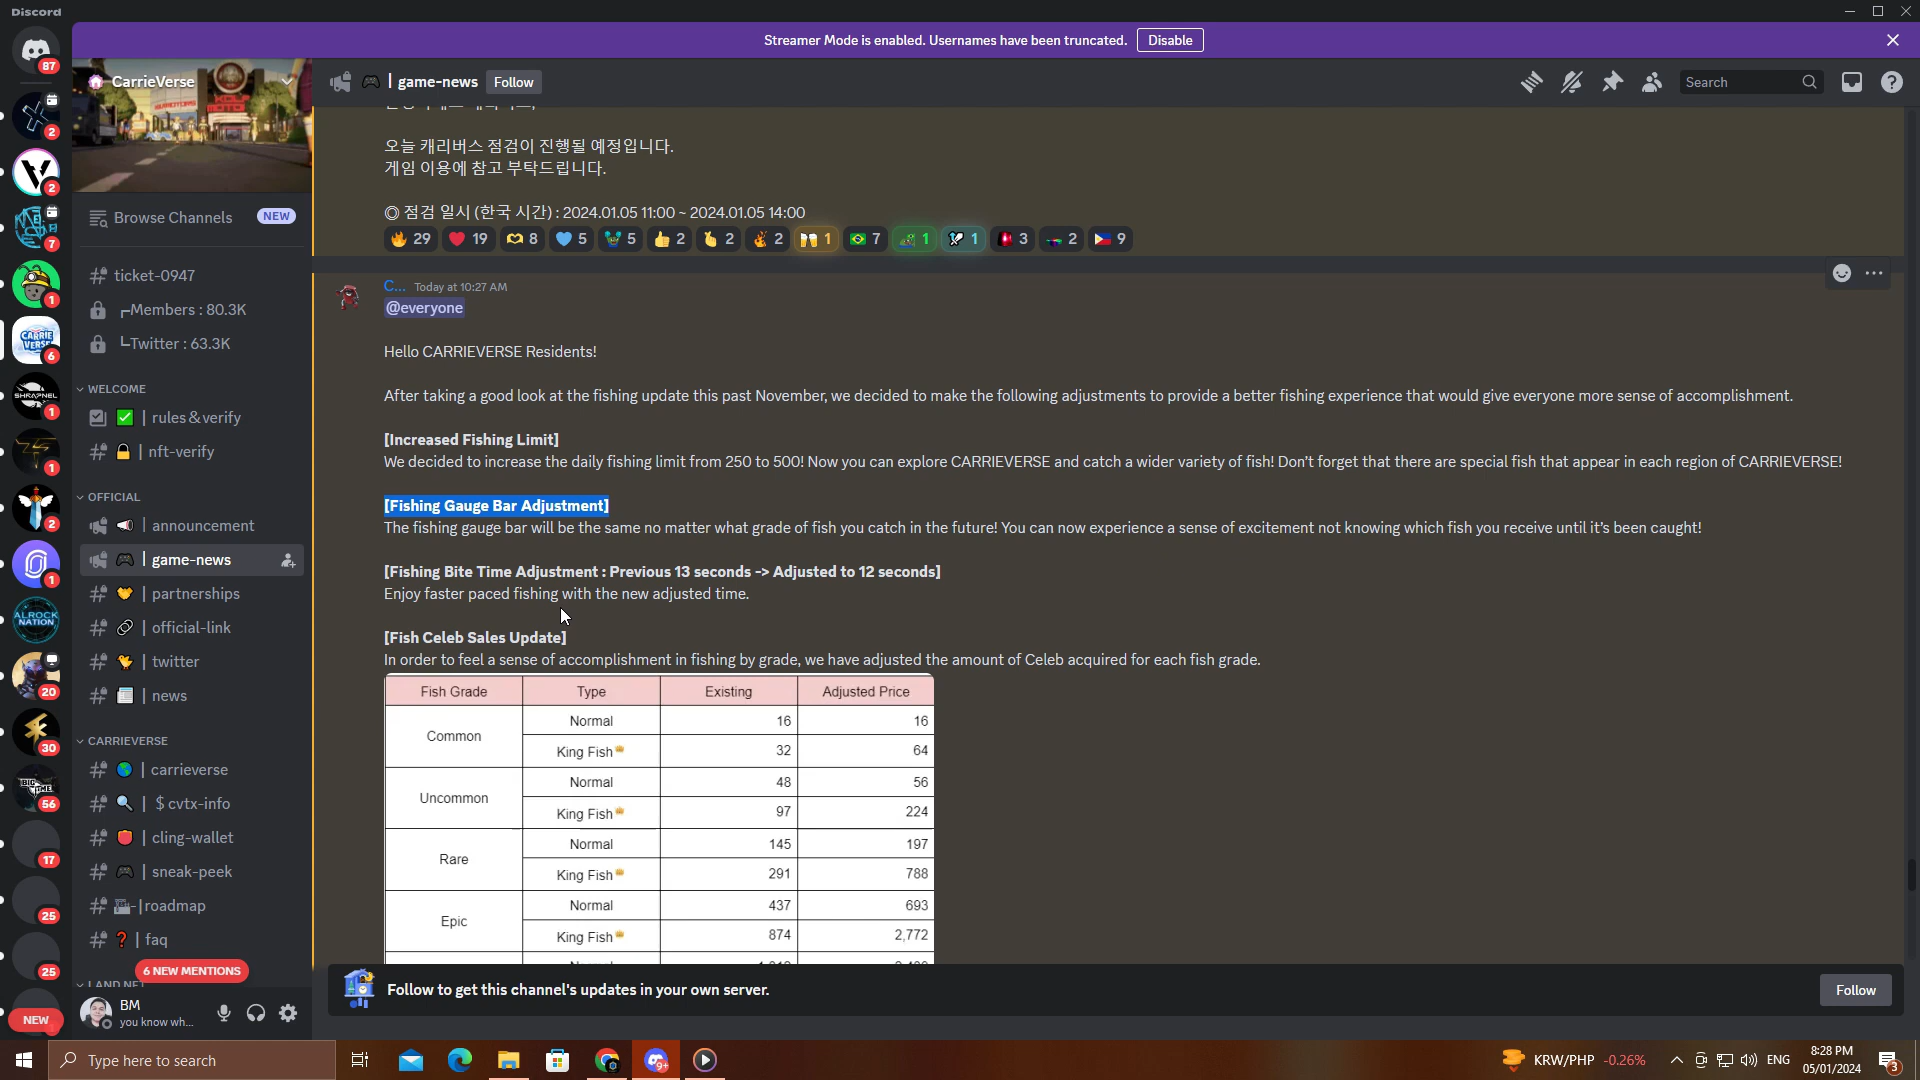 Discord
Streamer Mode is enabled. Usernames have been truncated. Disable
87
CarrieVerse
| game-news Follow
Search
2
2
7
1
CARRIE VERSE
6
SHRAPNEL
1
1
2
1
ALROCK NATION
20
30
BIG TIME
56
17
25
25
NEW
Browse Channels NEW
ticket-0947
┌Members : 80.3K
└Twitter : 63.3K
WELCOME
| rules&verify
| nft-verify
OFFICIAL
| announcement
| game-news
| partnerships
| official-link
| twitter
| news
CARRIEVERSE
| carrieverse
| $cvtx-info
| cling-wallet
| sneak-peek
-|roadmap
| faq
6 NEW MENTIONS
BM
you know wh...
오늘 캐리버스 점검이 진행될 예정입니다.
게임 이용에 참고 부탁드립니다.
◎ 점검 일시 (한국 시간) : 2024.01.05 11:00 ~ 2024.01.05 14:00
29 19 8 5 5 2 2 2 1 7 1 1 3 2 9
C... Today at 10:27 AM
@everyone
Hello CARRIEVERSE Residents!
After taking a good look at the fishing update this past November, we decided to make the following adjustments to provide a better fishing experience that would give everyone more sense of accomplishment.
[Increased Fishing Limit]
We decided to increase the daily fishing limit from 250 to 500! Now you can explore CARRIEVERSE and catch a wider variety of fish! Don't forget that there are special fish that appear in each region of CARRIEVERSE!
[Fishing Gauge Bar Adjustment]
The fishing gauge bar will be the same no matter what grade of fish you catch in the future! You can now experience a sense of excitement not knowing which fish you receive until it's been caught!
[Fishing Bite Time Adjustment : Previous 13 seconds -> Adjusted to 12 seconds]
Enjoy faster paced fishing with the new adjusted time.
[Fish Celeb Sales Update]
In order to feel a sense of accomplishment in fishing by grade, we have adjusted the amount of Celeb acquired for each fish grade.
Fish Grade Type Existing Adjusted Price
Common Normal 16 16
King Fish 32 64
Uncommon Normal 48 56
King Fish 97 224
Rare Normal 145 197
King Fish 291 788
Epic Normal 437 693
King Fish 874 2,772
Follow to get this channel's updates in your own server. Follow
Type here to search
9+
KRW/PHP -0.26%
ENG
8:28 PM
05/01/2024
3